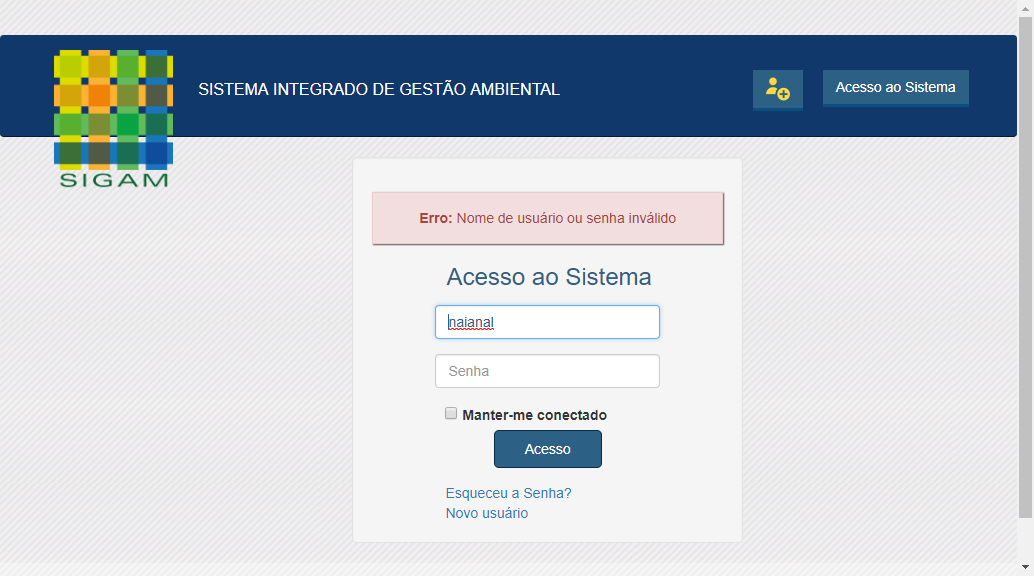 SISTEMA INTEGRADO DE GESTÃO AMBIENTAL
Acesso ao Sistema
SIGAM
Erro: Nome de usuário ou senha inválido
Acesso ao Sistema
naianal
Senha
Manter-me conectado
Acesso
Esqueceu a Senha?
Novo usuário